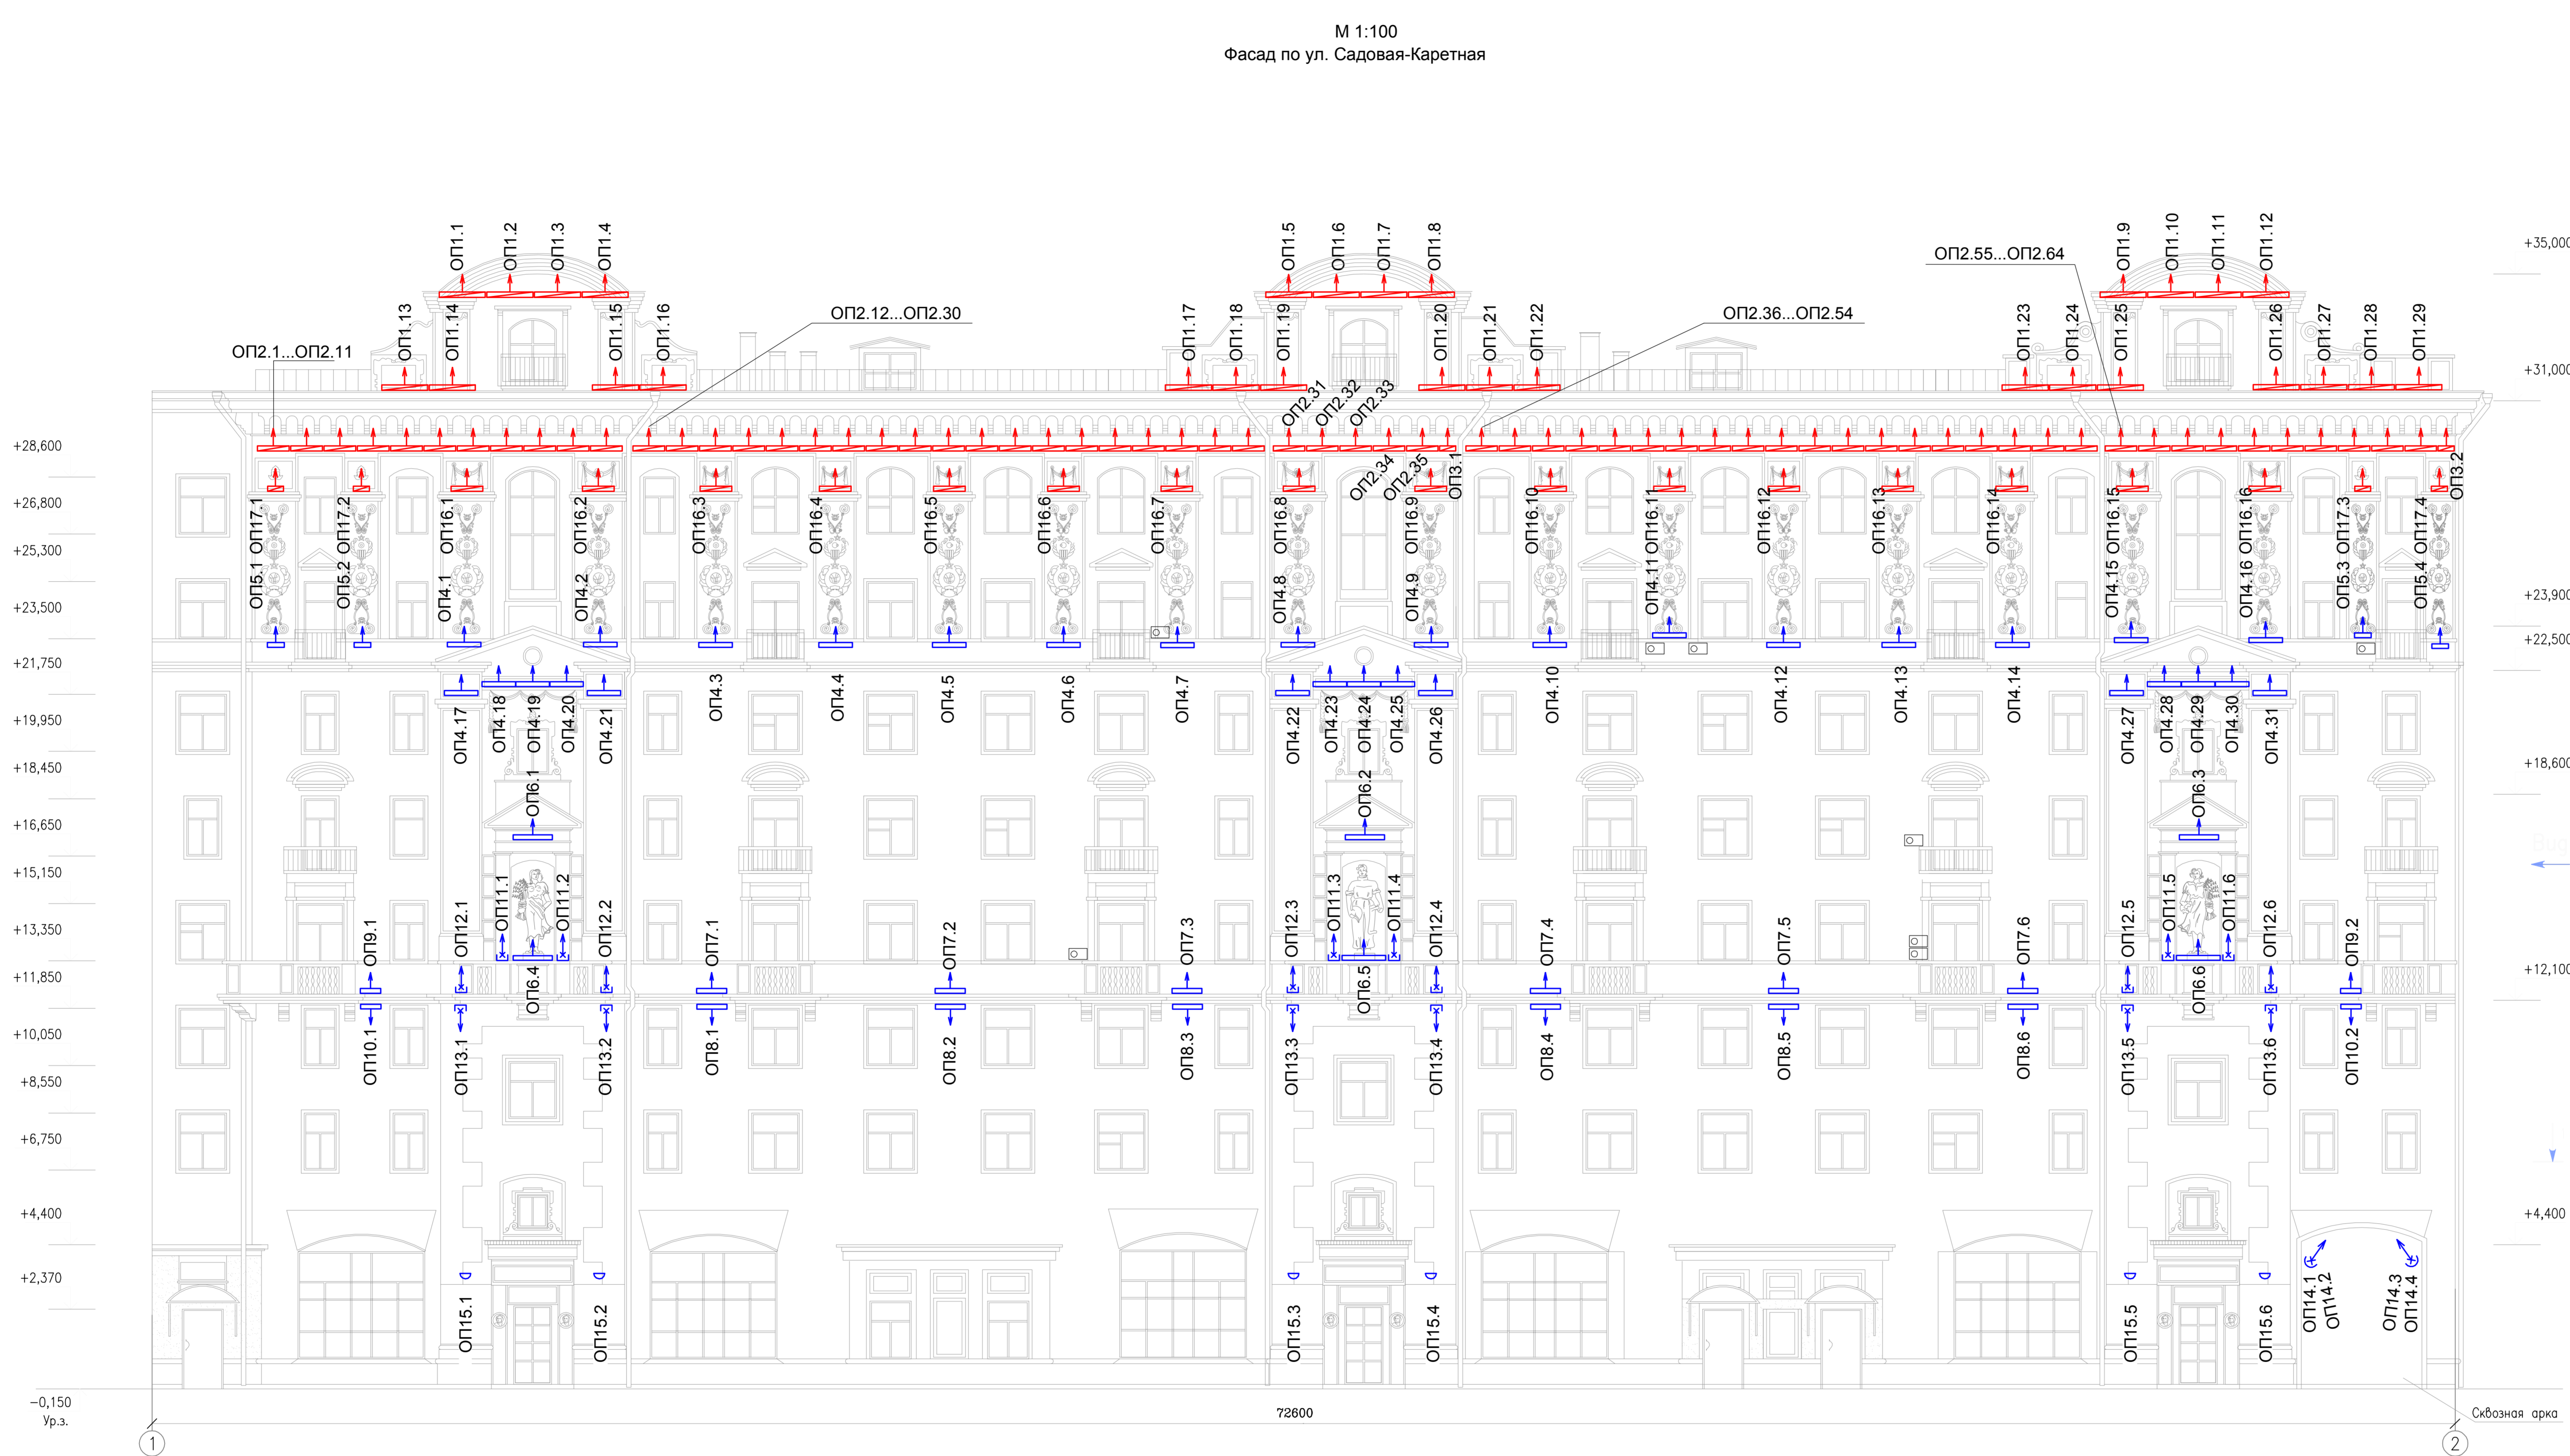 М 1:100
Фасад по ул. Садовая-Каретная
ОП1.1
ОП1.2
ОП1.3
ОП1.4
ОП1.5
ОП1.6
ОП1.7
ОП1.8
ОП1.9
ОП1.10
ОП1.11
ОП1.12
+35,000
ОП2.55...ОП2.64
ОП2.12...ОП2.30
ОП2.36...ОП2.54
ОП2.1...ОП2.11
ОП1.13
ОП1.14
ОП1.15
ОП1.16
ОП1.17
ОП1.18
ОП1.19
ОП1.20
ОП1.21
ОП1.22
ОП1.23
ОП1.24
ОП1.25
ОП1.26
ОП1.27
ОП1.28
ОП1.29
+31,000
ОП2.31
ОП2.32
ОП2.33
ОП2.34
ОП2.35
ОП3.1
ОП3.2
+28,600
+26,800
+25,300
+23,500
+21,750
+19,950
+18,450
+16,650
+15,150
+13,350
+11,850
+10,050
+8,550
+6,750
+4,400
+2,370
-0,150
Ур.з.
ОП5.1 ОП17.1
ОП5.2 ОП17.2
ОП16.1
ОП4.1
ОП16.2
ОП4.2
ОП16.3
ОП16.4
ОП16.5
ОП16.6
ОП16.7
ОП16.8
ОП4.8
ОП16.9
ОП4.9
ОП16.10
ОП4.11 ОП16.11
ОП16.12
ОП16.13
ОП16.14
ОП4.15 ОП16.15
ОП4.16 ОП16.16
ОП5.3 ОП17.3
ОП5.4 ОП17.4
+23,900
+22,500
ОП4.17
ОП4.18
ОП4.19
ОП4.20
ОП4.21
ОП4.3
ОП4.4
ОП4.5
ОП4.6
ОП4.7
ОП4.22
ОП4.23
ОП4.24
ОП4.25
ОП4.26
ОП4.10
ОП4.12
ОП4.13
ОП4.14
ОП4.27
ОП4.28
ОП4.29
ОП4.30
ОП4.31
+18,600
ОП6.1
ОП6.2
ОП6.3
ОП9.1
ОП12.1
ОП11.1
ОП11.2
ОП12.2
ОП7.1
ОП7.2
ОП7.3
ОП12.3
ОП11.3
ОП11.4
ОП12.4
ОП7.4
ОП7.5
ОП7.6
ОП12.5
ОП11.5
ОП11.6
ОП12.6
ОП9.2
+12,100
ОП6.4
ОП6.5
ОП6.6
ОП10.1
ОП13.1
ОП13.2
ОП8.1
ОП8.2
ОП8.3
ОП13.3
ОП13.4
ОП8.4
ОП8.5
ОП8.6
ОП13.5
ОП13.6
ОП10.2
+4,400
ОП15.1
ОП15.2
ОП15.3
ОП15.4
ОП15.5
ОП15.6
ОП14.1
ОП14.2
ОП14.3
ОП14.4
72600
Сквозная арка
1
2